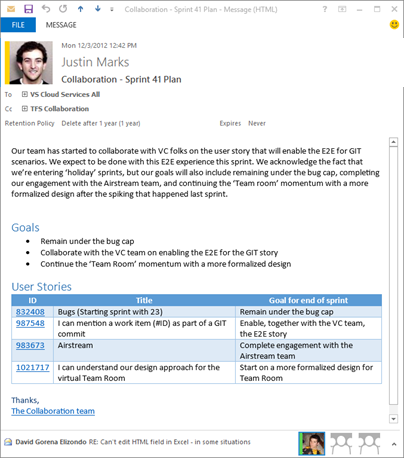 Collaboration - Sprint 41 Plan - Message (HTML)
FILE MESSAGE
Mon 12/3/2012 12:42 PM
Justin Marks
Collaboration - Sprint 41 Plan
To VS Cloud Services All
Cc TFS Collaboration
Retention Policy Delete after 1 year (1 year) Expires Never
Our team has started to collaborate with VC folks on the user story that will enable the E2E for GIT
scenarios. We expect to be done with this E2E experience this sprint. We acknowledge the fact that
we're entering 'holiday' sprints, but our goals will also include remaining under the bug cap, completing
our engagement with the Airstream team, and continuing the 'Team room' momentum with a more
formalized design after the spiking that happened last sprint.
Goals
• Remain under the bug cap
• Collaborate with the VC team on enabling the E2E for the GIT story
• Continue the 'Team Room' momentum with a more formalized design
User Stories
ID Title Goal for end of sprint
832408 Bugs (Starting sprint with 23) Remain under the bug cap
987548 I can mention a work item (#ID) as part of a GIT Enable, together with the VC team,
commit the E2E story
983673 Airstream Complete engagement with the
Airstream team
1021717 I can understand our design approach for the Start on a more formalized design for
virtual Team Room Team Room
Thanks,
The Collaboration team
David Gorena Elizondo RE: Can't edit HTML field in Excel - in some situations